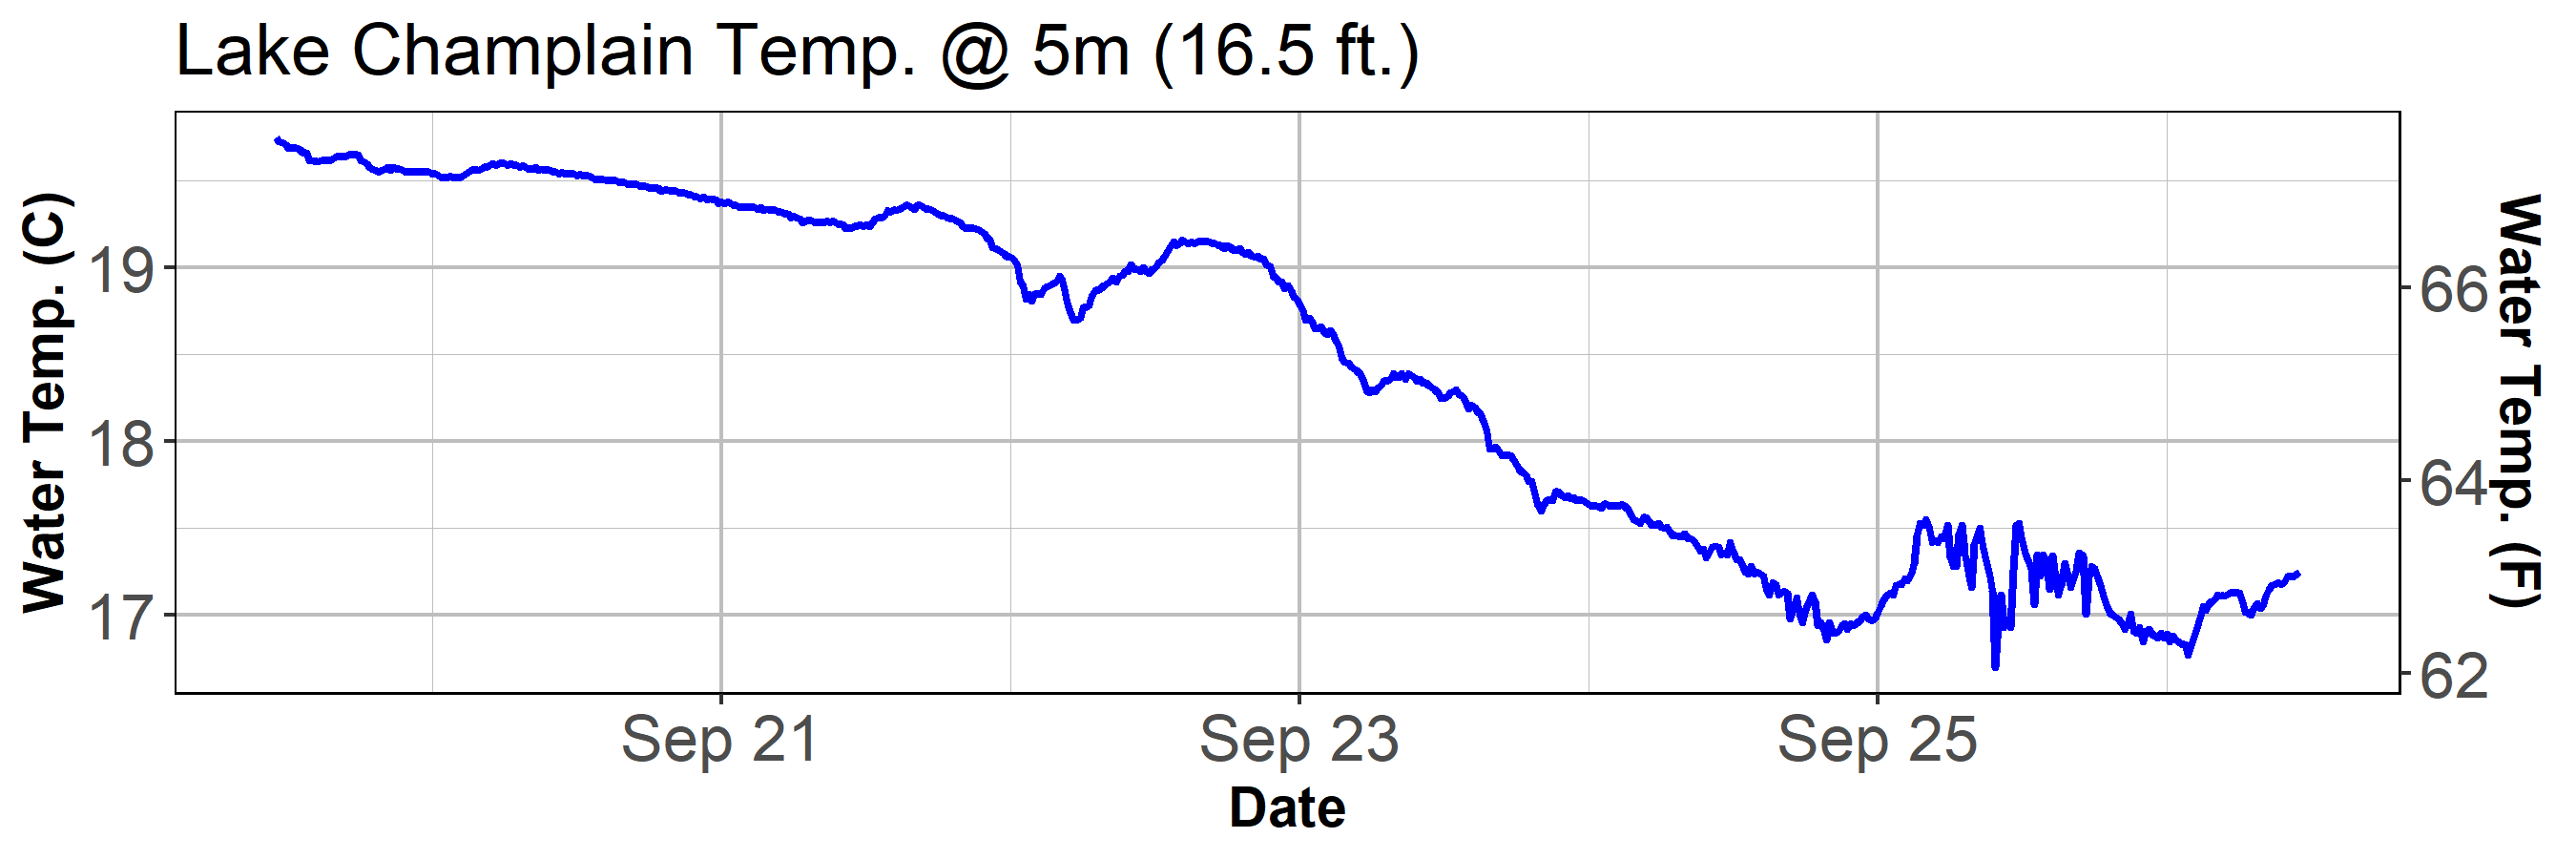 Lake Champlain Temp. @ 5m (16.5 ft.)
Water Temp. (C)
19
18
17
66
64
62
Water Temp. (F)
Sep 21 Sep 23 Sep 25
Date